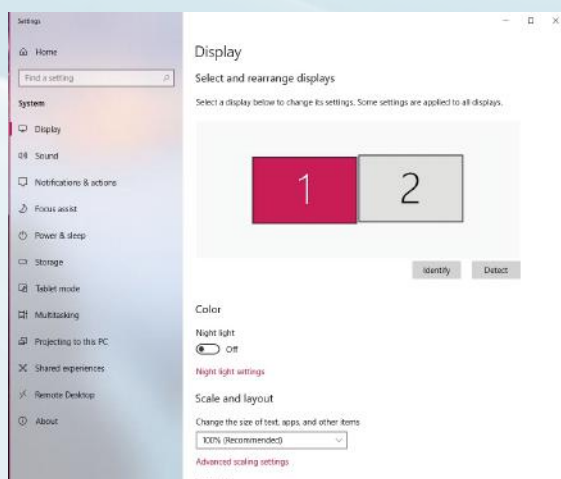 Settings
Home
Find a setting
System
Display
Sound
Notifications & actions
Focus assist
Power & sleep
Storage
Tablet mode
Multitasking
Projecting to this PC
Shared experiences
Remote Desktop
About
Display
Select and rearrange displays
Select a display below to change its settings. Some settings are applied to all displays.
1 2
Identify Detect
Color
Night light
Off
Night light settings
Scale and layout
Change the size of text, apps, and other items
100% (Recommended)
Advanced scaling settings